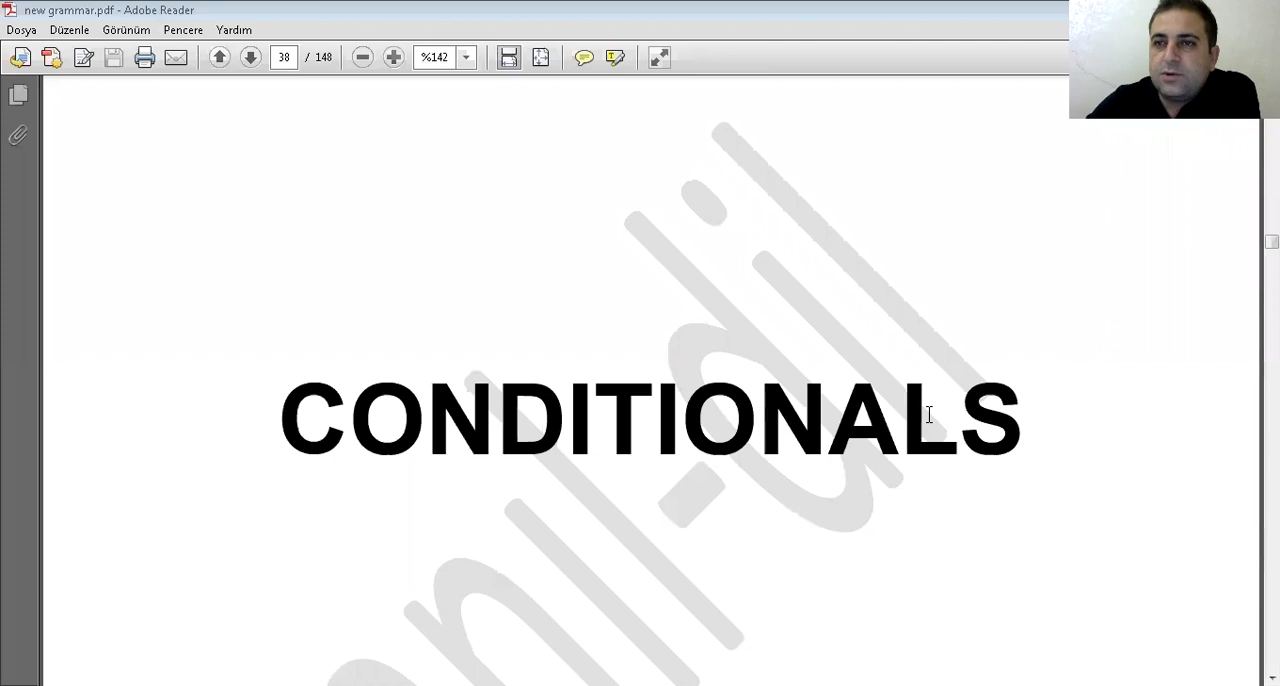 new grammar.pdf - Adobe Reader
Dosya Düzenle Görünüm Pencere Yardım
38 / 148 %142
CONDITIONALS